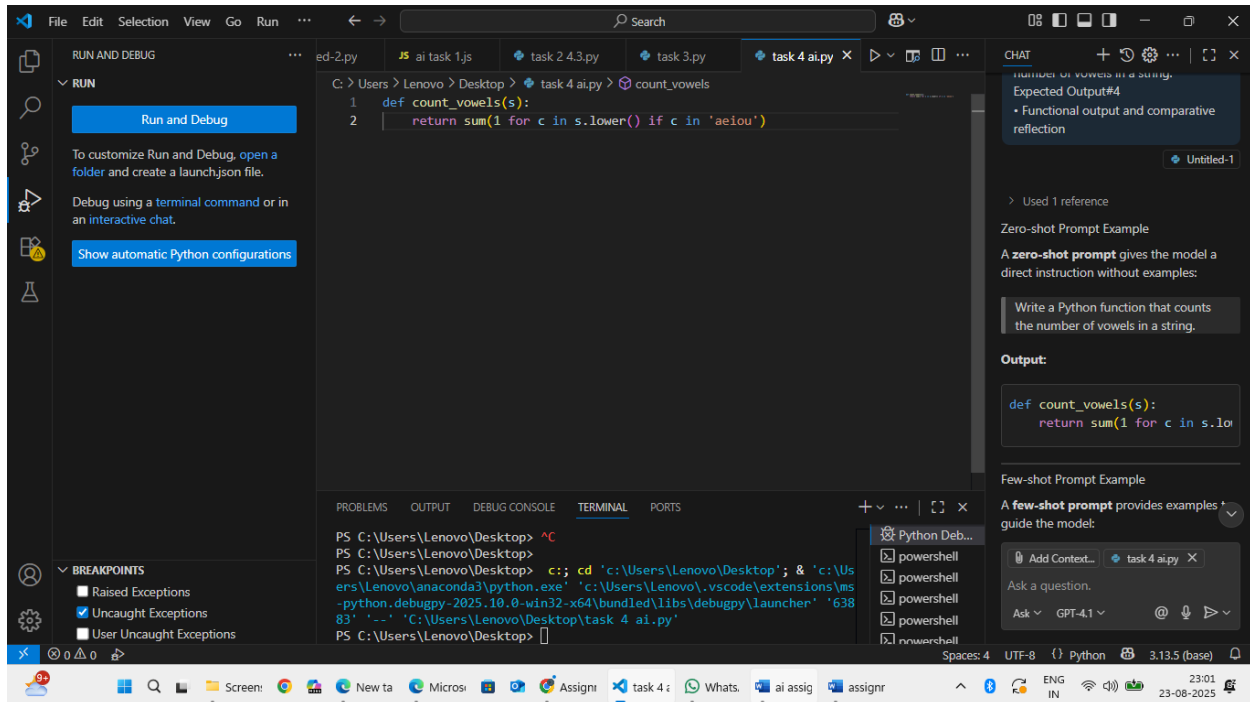 File Edit Selection View Go Run ··· Search
RUN AND DEBUG ···
RUN
Run and Debug
To customize Run and Debug, open a
folder and create a launch.json file.
Debug using a terminal command or in
an interactive chat.
Show automatic Python configurations
BREAKPOINTS
Raised Exceptions
Uncaught Exceptions
User Uncaught Exceptions
ed-2.py JS ai task 1.js task 2 4.3.py task 3.py task 4 ai.py ···
C: > Users > Lenovo > Desktop > task 4 ai.py > count_vowels
1 def count_vowels(s):
2 return sum(1 for c in s.lower() if c in 'aeiou')
PROBLEMS OUTPUT DEBUG CONSOLE TERMINAL PORTS ···
PS C:\Users\Lenovo\Desktop> ^C
PS C:\Users\Lenovo\Desktop>
PS C:\Users\Lenovo\Desktop> c:; cd 'c:\Users\Lenovo\Desktop'; & 'c:\Us
ers\Lenovo\anaconda3\python.exe' 'c:\Users\Lenovo\.vscode\extensions\ms
-python.debugpy-2025.10.0-win32-x64\bundled\libs\debugpy\launcher' '638
83' '--' 'C:\Users\Lenovo\Desktop\task 4 ai.py'
PS C:\Users\Lenovo\Desktop>
Python Deb...
powershell
powershell
powershell
powershell
powershell
CHAT ···
number of vowels in a string.
Expected Output#4
• Functional output and comparative
reflection
Untitled-1
> Used 1 reference
Zero-shot Prompt Example
A zero-shot prompt gives the model a
direct instruction without examples:
Write a Python function that counts
the number of vowels in a string.
Output:
def count_vowels(s):
return sum(1 for c in s.lo
Few-shot Prompt Example
A few-shot prompt provides examples
guide the model:
Add Context... task 4 ai.py
Ask a question.
Ask GPT-4.1 @
0 0 Spaces: 4 UTF-8 {} Python 3.13.5 (base)
9+ Screen: New ta Micros Assignr task 4 Whats. ai assig assignr ENG IN 23:01 23-08-2025